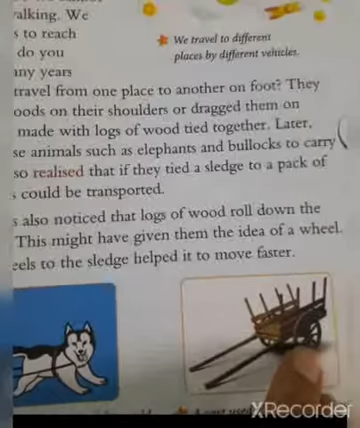 alking. We
s to reach
do you
any years
We travel to different
places by different vehicles.
travel from one place to another on foot? They
oods on their shoulders or dragged them on
made with logs of wood tied together. Later,
se animals such as elephants and bullocks to carry
so realised that if they tied a sledge to a pack of
s could be transported.
s also noticed that logs of wood roll down the
This might have given them the idea of a wheel.
eels to the sledge helped it to move faster.
XRecorder